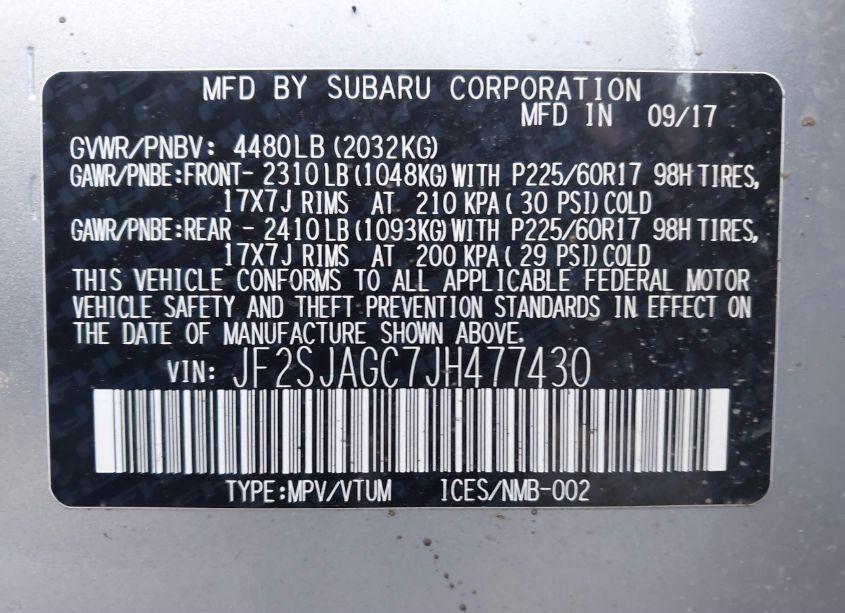 MFD BY SUBARU CORPORATION
MFD IN 09/17
GVWR/PNBV: 4480LB(2032KG)
GAWR/PNBE:FRONT- 2310LB(1048KG)WITH P225/60R17 98H TIRES,
17X7J RIMS AT 210 KPA( 30 PSI)COLD
GAWR/PNBE:REAR - 2410LB(1093KG)WITH P225/60R17 98H TIRES,
17X7J RIMS AT 200 KPA( 29 PSI)COLD
THIS VEHICLE CONFORMS TO ALL APPLICABLE FEDERAL MOTOR
VEHICLE SAFETY AND THEFT PREVENTION STANDARDS IN EFFECT ON
THE DATE OF MANUFACTURE SHOWN ABOVE.
VIN: JF2SJAGC7JH477430
TYPE:MPV/VTUM ICES/NMB-002